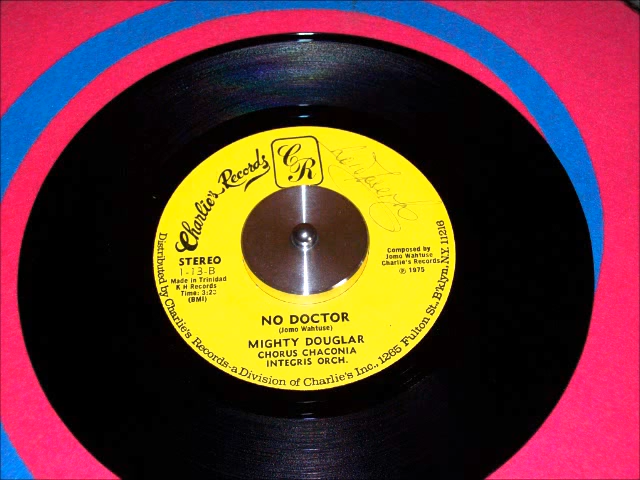 Charlie's Records
CR
STEREO
1-13-B
Made in Trinidad
K H Records
Time: 3:23
(BMI)
Composed by
Jomo Wahtuse
Charlie's Records
℗ 1975
NO DOCTOR
(Jomo Wahtuse)
MIGHTY DOUGLAR
CHORUS CHACONIA
INTEGRIS ORCH.
Distributed by Charlie's Records-a Division of Charlie's Inc., 1265 Fulton St., B'klyn, N.Y. 11216